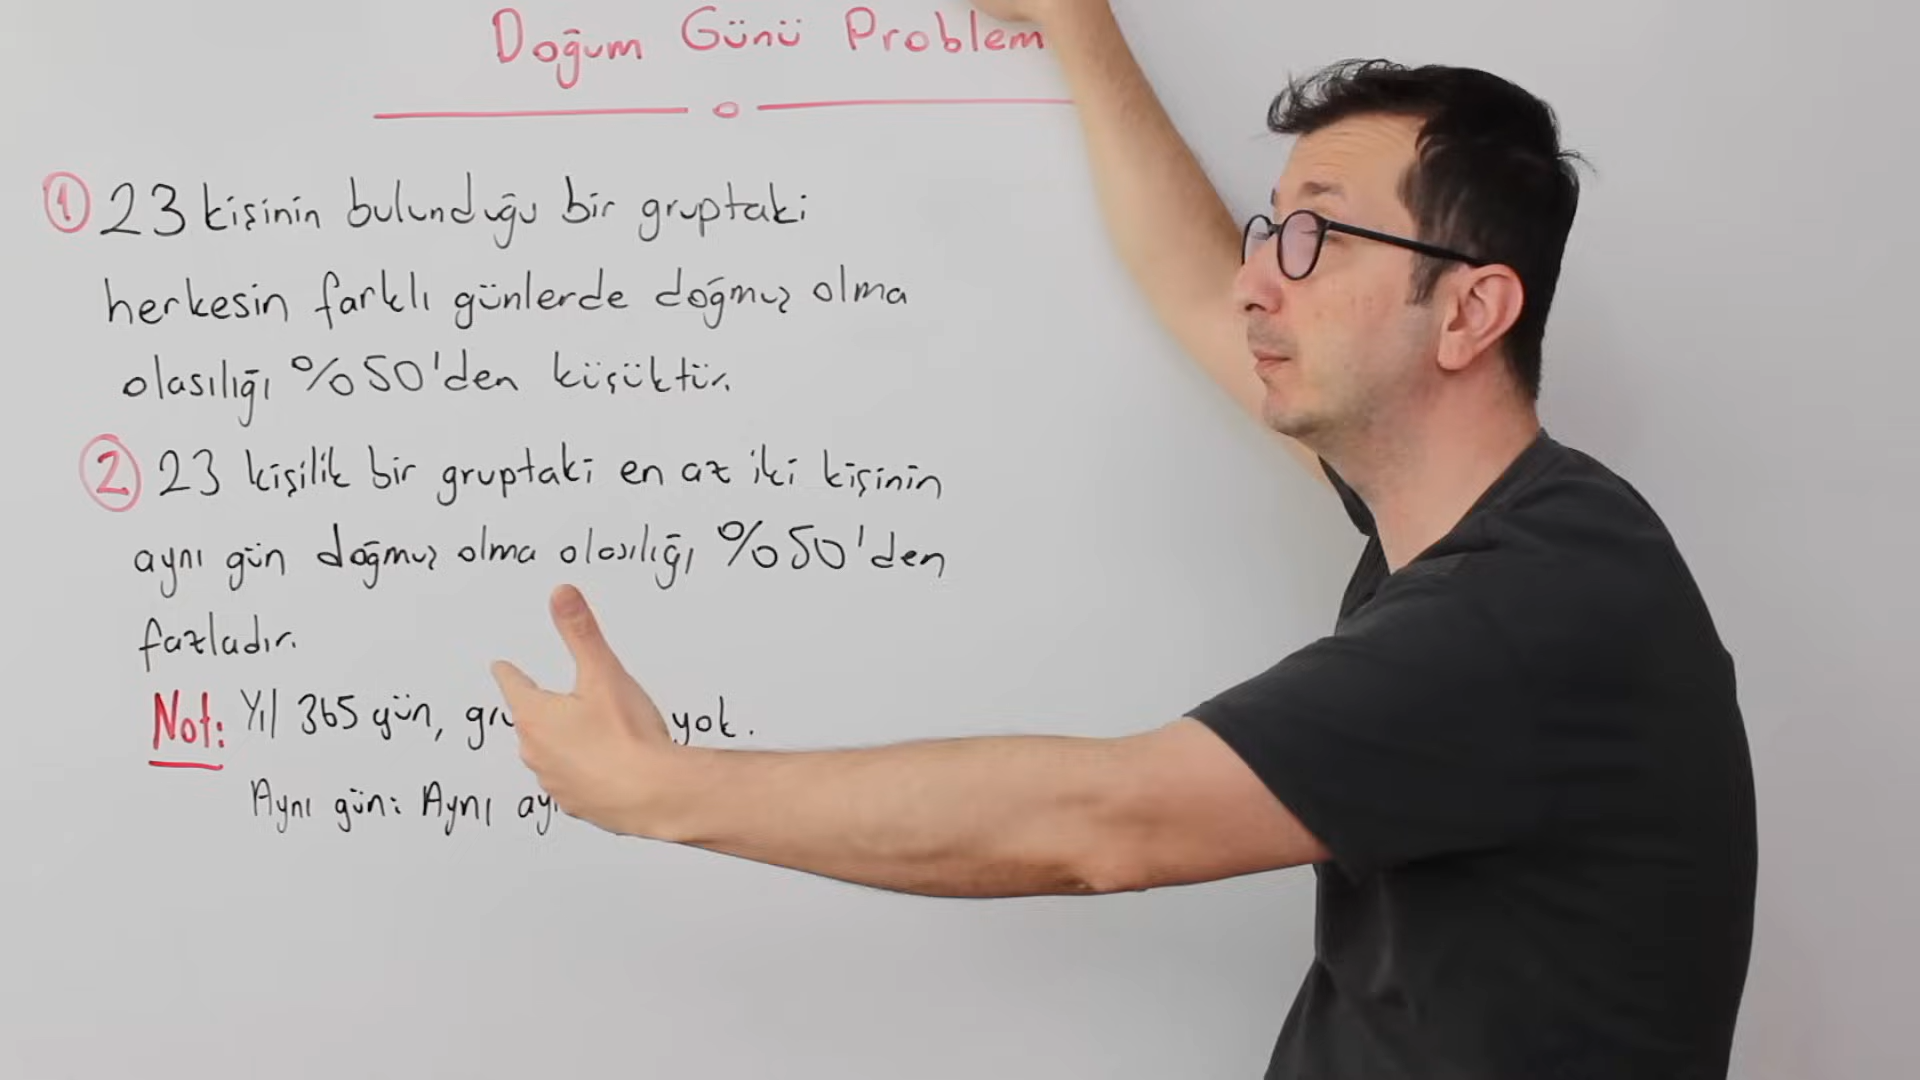 Doğum Günü Problem
① 23 kişinin bulunduğu bir gruptaki
herkesin farklı günlerde doğmuş olma
olasılığı %50'den küçüktür.
② 23 kişilik bir gruptaki en az iki kişinin
aynı gün doğmuş olma olasılığı %50'den
fazladır.
Not: Yıl 365 gün, yok.
Aynı gün: Aynı